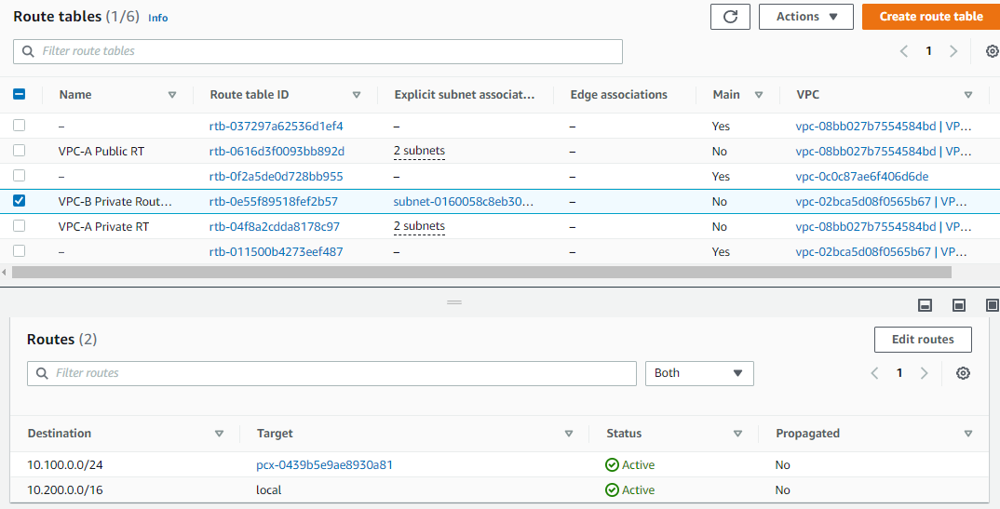 Route tables (1/6) Info
Actions
Create route table
Filter route tables
1
Name Route table ID Explicit subnet associat... Edge associations Main VPC
– rtb-037297a62536d1ef4 – – Yes vpc-08bb027b7554584bd | VP...
VPC-A Public RT rtb-0616d3f0093bb892d 2 subnets – No vpc-08bb027b7554584bd | VP...
– rtb-0f2a5de0d728bb955 – – Yes vpc-0c0c87ae6f406d6de
VPC-B Private Rout... rtb-0e55f89518fef2b57 subnet-0160058c8eb30... – No vpc-02bca5d08f0565b67 | VP...
VPC-A Private RT rtb-04f8a2cdda8178c97 2 subnets – No vpc-08bb027b7554584bd | VP...
– rtb-011500b4273eef487 – – Yes vpc-02bca5d08f0565b67 | VP...
Routes (2)
Edit routes
Filter routes
Both
1
Destination Target Status Propagated
10.100.0.0/24 pcx-0439b5e9ae8930a81 Active No
10.200.0.0/16 local Active No